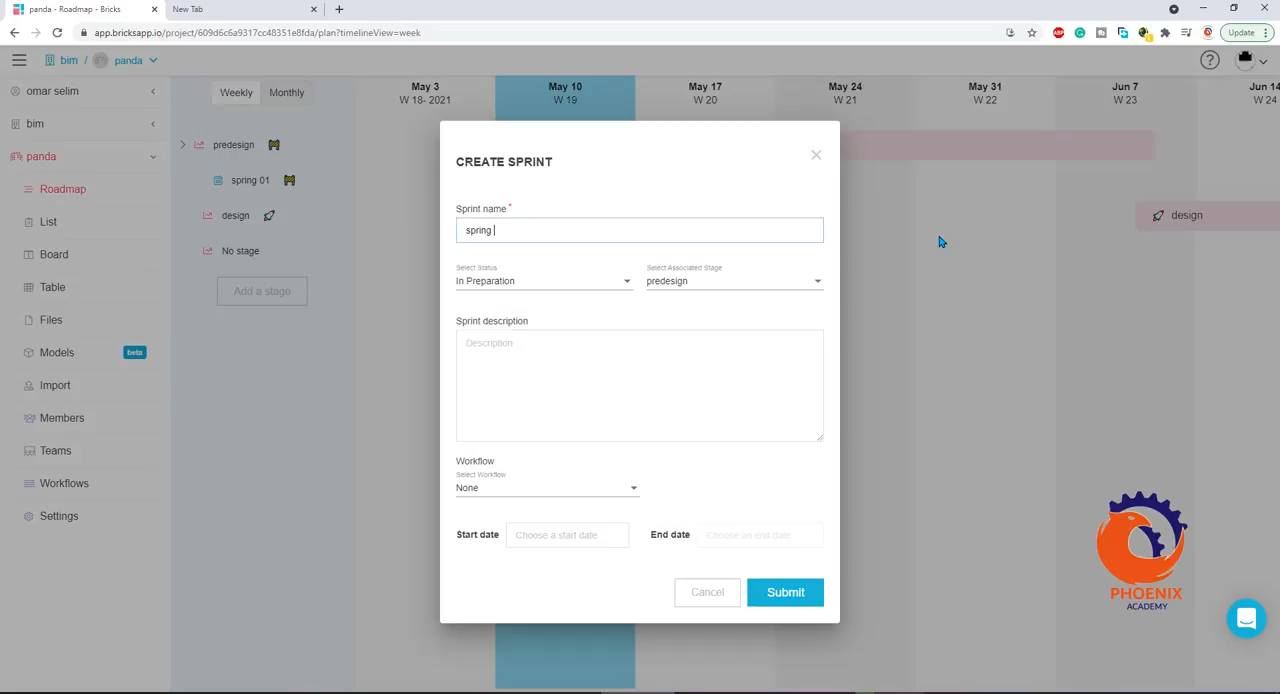 panda - Roadmap - Bricks
New Tab
app.bricksapp.io/project/609d6c6a9317cc48351e8fda/plan?timelineView=week
ABP
Update
bim / panda
omar selim
bim
panda
Roadmap
List
Board
Table
Files
Models beta
Import
Members
Teams
Workflows
Settings
Weekly Monthly
predesign
spring 01
design
No stage
Add a stage
May 3
W 18- 2021
May 10
W 19
May 17
W 20
May 24
W 21
May 31
W 22
Jun 7
W 23
Jun 14
W 24
design
CREATE SPRINT
Sprint name *
spring
Select Status
In Preparation
Select Associated Stage
predesign
Sprint description
Description
Workflow
Select Workflow
None
Start date Choose a start date
End date Choose an end date
Cancel Submit
PHOENIX
ACADEMY